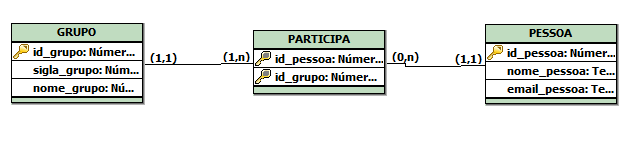 GRUPO
id_grupo: Númer...
sigla_grupo: Núm...
nome_grupo: Nú...
(1,1)
(1,n)
PARTICIPA
id_pessoa: Númer...
id_grupo: Númer...
(0,n)
(1,1)
PESSOA
id_pessoa: Númer...
nome_pessoa: Te...
email_pessoa: Te...